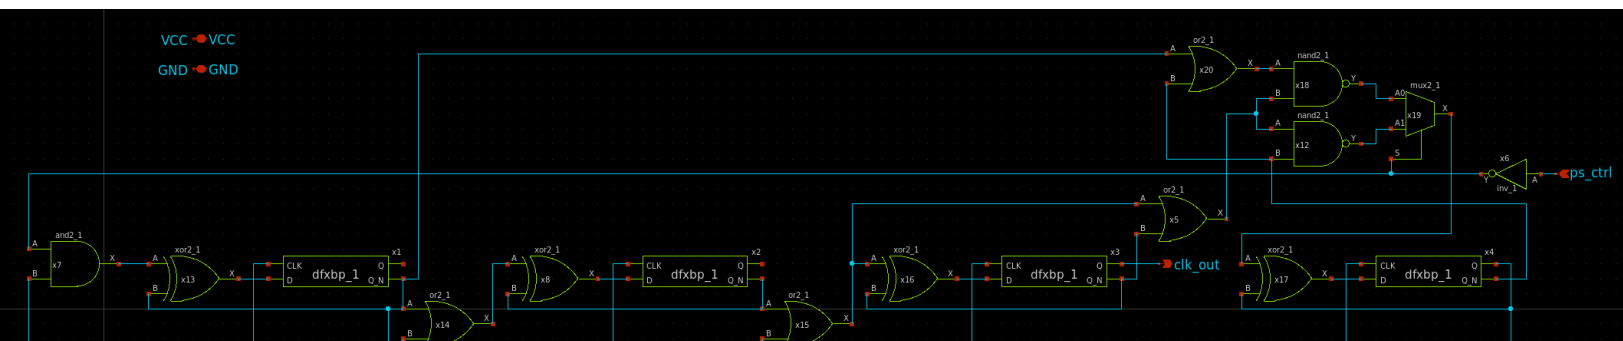 VCC VCC
GND GND
or2_1
A
x20
X
B
nand2_1
A
x18
Y
B
nand2_1
A
x12
Y
B
mux2_1
A0
x19
X
A1
S
x6
Y
A
inv_1
ps_ctrl
or2_1
A
x5
X
B
and2_1
A
x7
X
B
xor2_1
A
x13
X
B
x1
CLK
Q
dfxbp_1
D
Q_N
or2_1
A
x14
X
B
xor2_1
A
x8
X
B
x2
CLK
Q
dfxbp_1
D
Q_N
or2_1
A
x15
X
B
xor2_1
A
x16
X
B
x3
CLK
Q
dfxbp_1
D
Q_N
clk_out
xor2_1
A
x17
X
B
x4
CLK
Q
dfxbp_1
D
Q_N